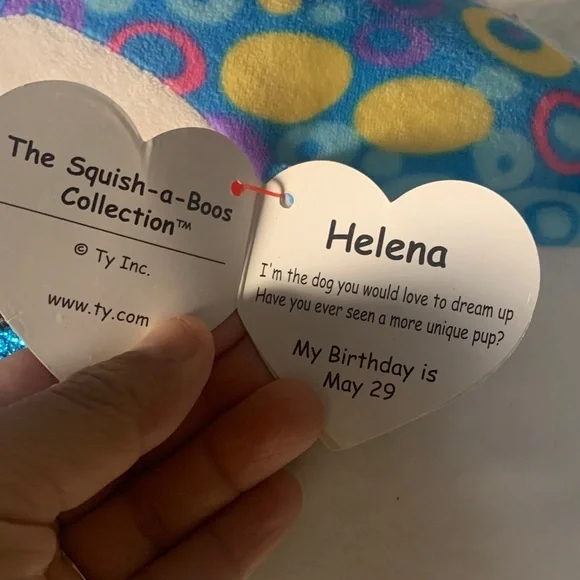 The Squish-a-Boos
Collection™
© Ty Inc.
www.ty.com
Helena
I'm the dog you would love to dream up
Have you ever seen a more unique pup?
My Birthday is
May 29